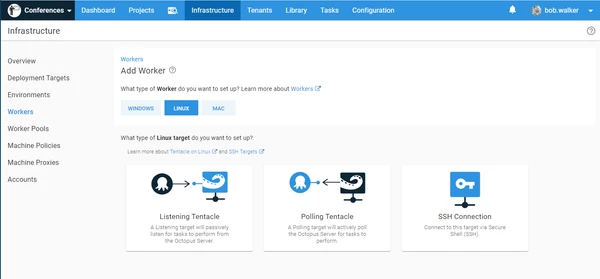 Conferences Dashboard Projects Infrastructure Tenants Library Tasks Configuration bob.walker
Infrastructure
Overview
Deployment Targets
Environments
Workers
Worker Pools
Machine Policies
Machine Proxies
Accounts
Workers
Add Worker
What type of Worker do you want to set up? Learn more about Workers
WINDOWS LINUX MAC
What type of Linux target do you want to set up?
Learn more about Tentacle on Linux and SSH Targets
Listening Tentacle
A Listening target will passively
listen for tasks to perform from
the Octopus Server.
Polling Tentacle
A Polling target will actively poll
the Octopus Server for tasks to
perform.
SSH Connection
Connect to this target via Secure
Shell (SSH).